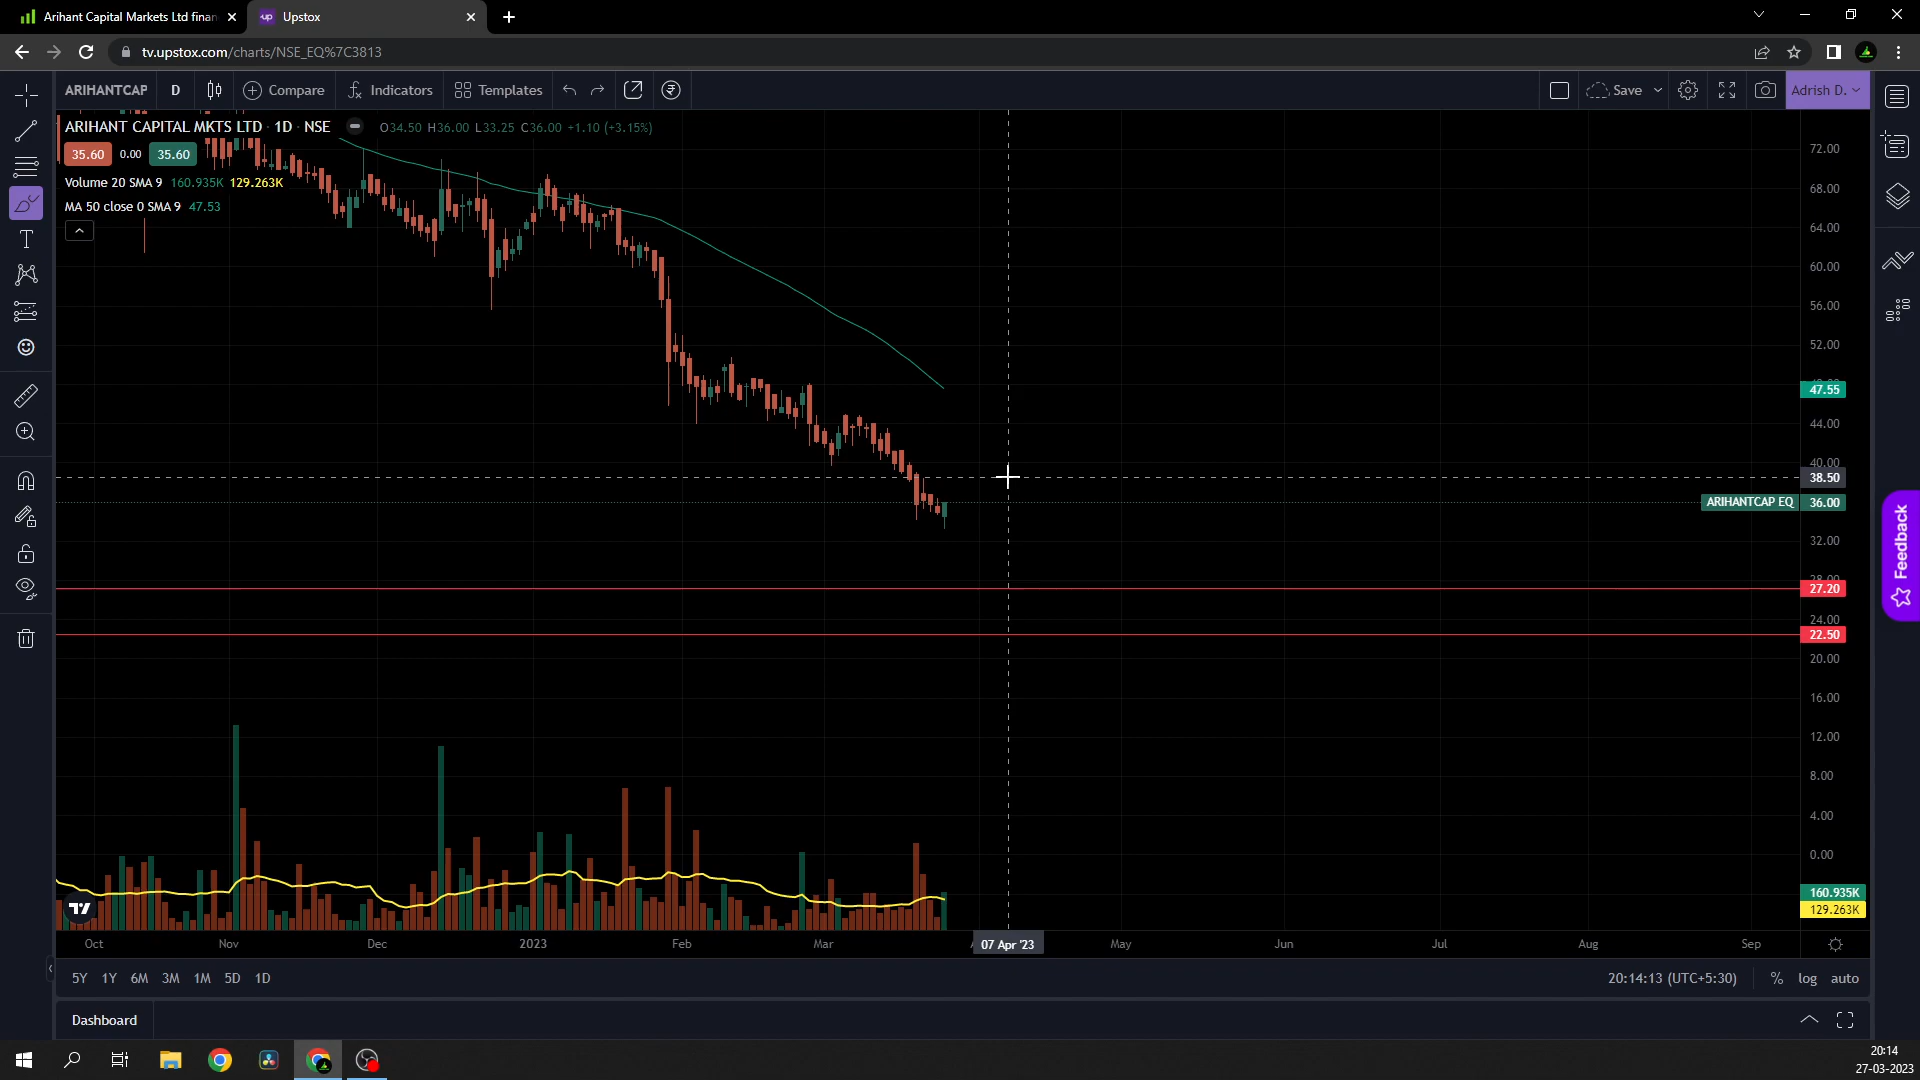 Arihant Capital Markets Ltd finan
Upstox
tv.upstox.com/charts/NSE_EQ%7C3813
ARIHANTCAP D Compare Indicators Templates Save Adrish D.
ARIHANT CAPITAL MKTS LTD · 1D · NSE O34.50 H36.00 L33.25 C36.00 +1.10 (+3.15%)
35.60 0.00 35.60
Volume 20 SMA 9 160.935K 129.263K
MA 50 close 0 SMA 9 47.53
72.00
68.00
64.00
60.00
56.00
52.00
47.55
44.00
40.00
38.50
ARIHANTCAP EQ 36.00
32.00
28.00
27.20
24.00
22.50
20.00
16.00
12.00
8.00
4.00
0.00
160.935K
129.263K
Feedback
Oct Nov Dec 2023 Feb Mar 07 Apr '23 May Jun Jul Aug Sep
5Y 1Y 6M 3M 1M 5D 1D 20:14:13 (UTC+5:30) % log auto
Dashboard
20:14
27-03-2023